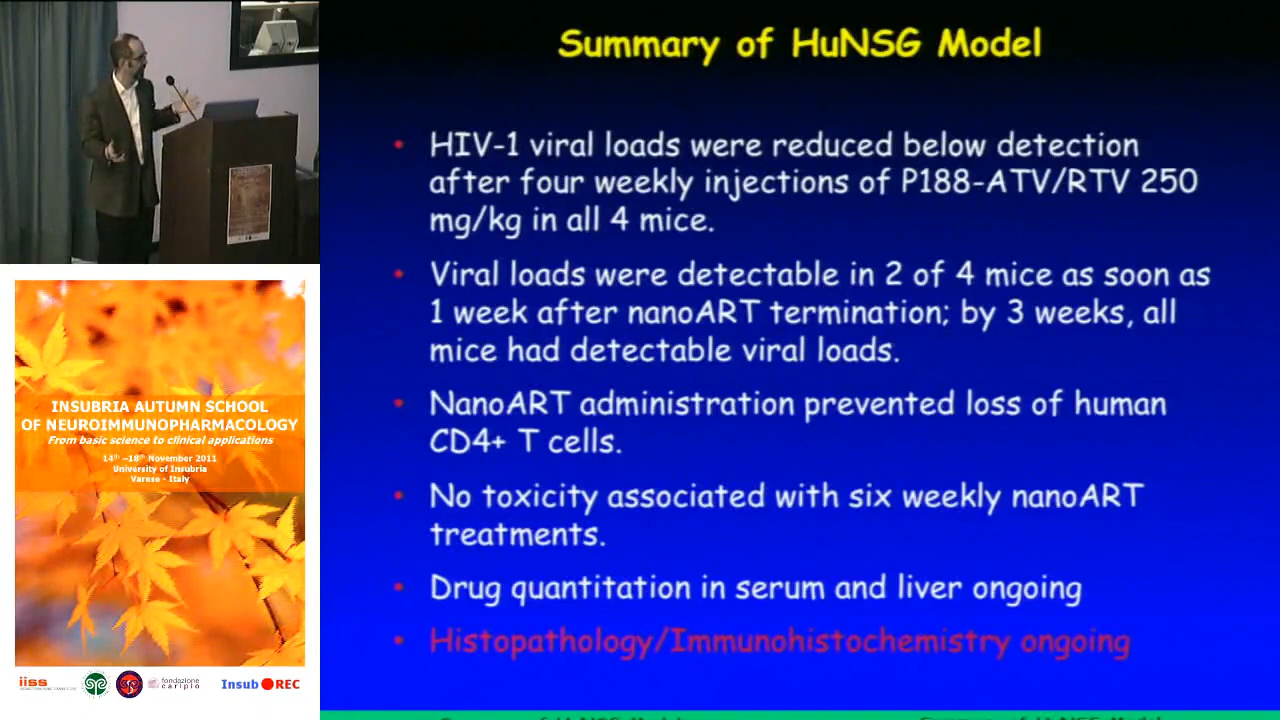 Summary of HuNSG Model
• HIV-1 viral loads were reduced below detection
after four weekly injections of P188-ATV/RTV 250
mg/kg in all 4 mice.
• Viral loads were detectable in 2 of 4 mice as soon as
1 week after nanoART termination; by 3 weeks, all
mice had detectable viral loads.
• NanoART administration prevented loss of human
CD4+ T cells.
• No toxicity associated with six weekly nanoART
treatments.
• Drug quantitation in serum and liver ongoing
• Histopathology/Immunohistochemistry ongoing
INSUBRIA AUTUMN SCHOOL
OF NEUROIMMUNOPHARMACOLOGY
From basic science to clinical applications
14th –18th November 2011
University of Insubria
Varese - Italy
iiss
fondazione
cariplo
Insub REC